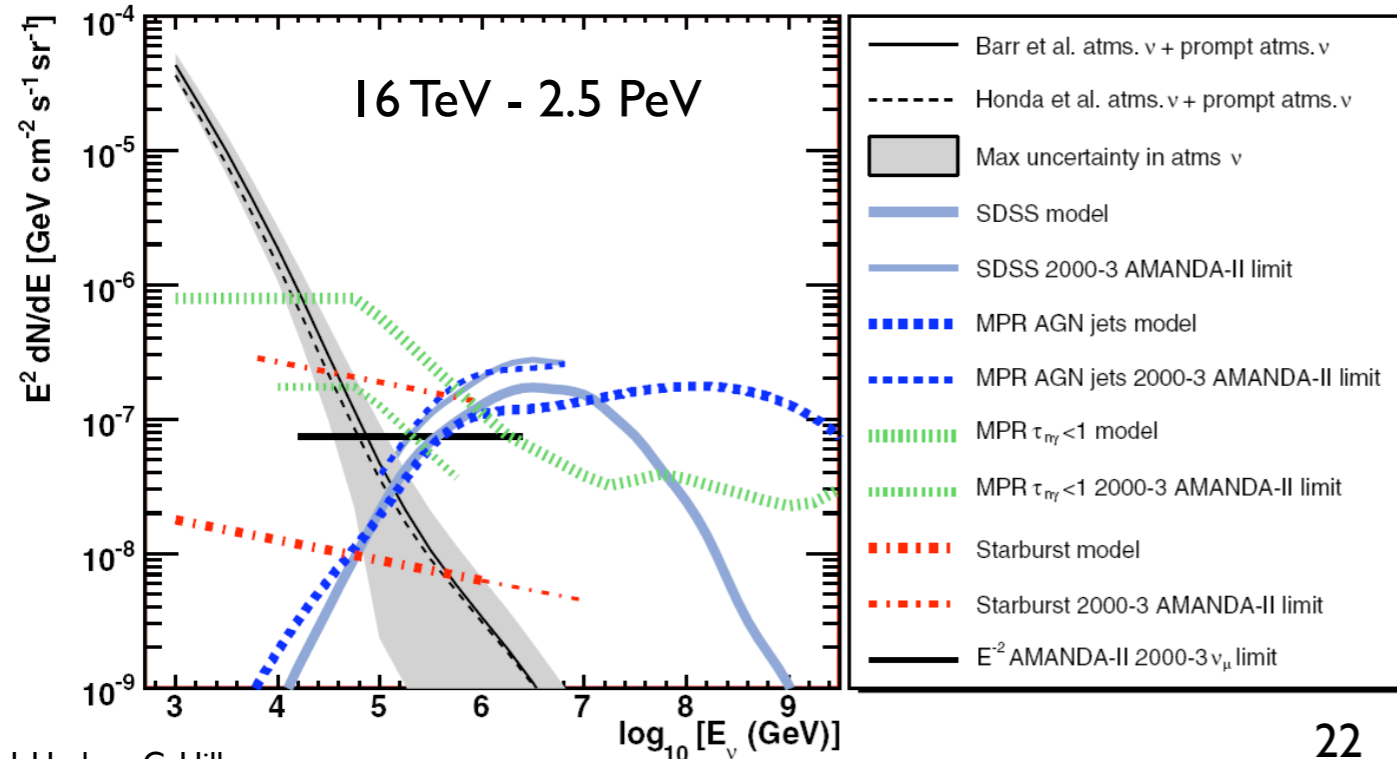 E² dN/dE [GeV cm⁻² s⁻¹ sr⁻¹]
10⁻⁴
10⁻⁵
10⁻⁶
10⁻⁷
10⁻⁸
10⁻⁹
16 TeV - 2.5 PeV
3 4 5 6 7 8 9
log₁₀ [E_ν (GeV)]
Barr et al. atms. ν + prompt atms. ν
Honda et al. atms. ν + prompt atms. ν
Max uncertainty in atms ν
SDSS model
SDSS 2000-3 AMANDA-II limit
MPR AGN jets model
MPR AGN jets 2000-3 AMANDA-II limit
MPR τₙᵧ<1 model
MPR τₙᵧ<1 2000-3 AMANDA-II limit
Starburst model
Starburst 2000-3 AMANDA-II limit
E⁻² AMANDA-II 2000-3 ν_μ limit
22